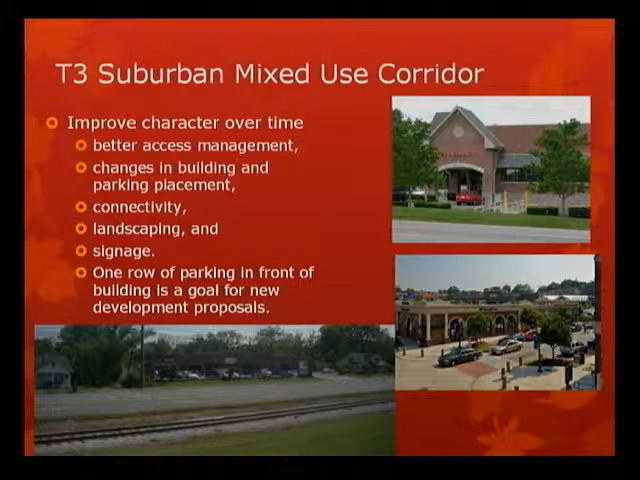 T3 Suburban Mixed Use Corridor
Improve character over time
better access management,
changes in building and
parking placement,
connectivity,
landscaping, and
signage.
One row of parking in front of
building is a goal for new
development proposals.